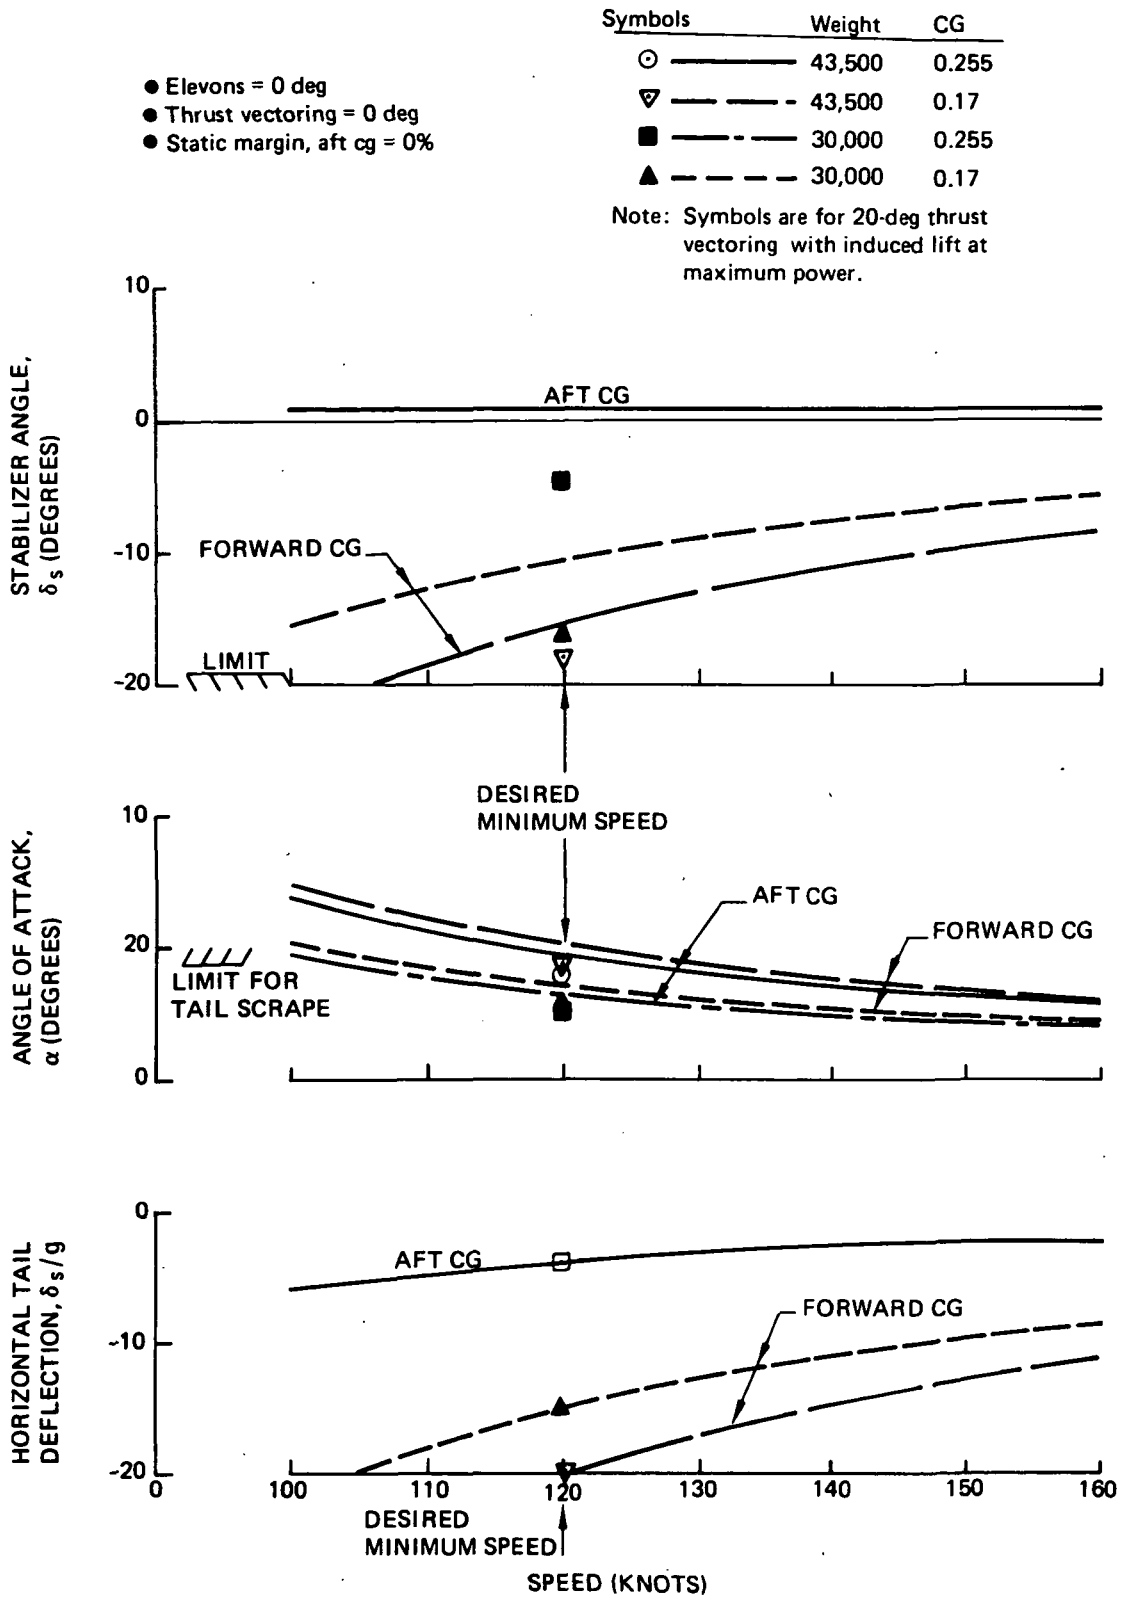 Symbols Weight CG
43,500 0.255
43,500 0.17
30,000 0.255
30,000 0.17
Note: Symbols are for 20-deg thrust
vectoring with induced lift at
maximum power.
● Elevons = 0 deg
● Thrust vectoring = 0 deg
● Static margin, aft cg = 0%
STABILIZER ANGLE,
δs (DEGREES)
10
0
-10
-20
AFT CG
FORWARD CG
LIMIT
DESIRED
MINIMUM SPEED
ANGLE OF ATTACK,
α (DEGREES)
10
20
0
AFT CG
FORWARD CG
LIMIT FOR
TAIL SCRAPE
HORIZONTAL TAIL
DEFLECTION, δs/g
0
-10
-20
AFT CG
FORWARD CG
0 100 110 120 130 140 150 160
DESIRED
MINIMUM SPEED
SPEED (KNOTS)